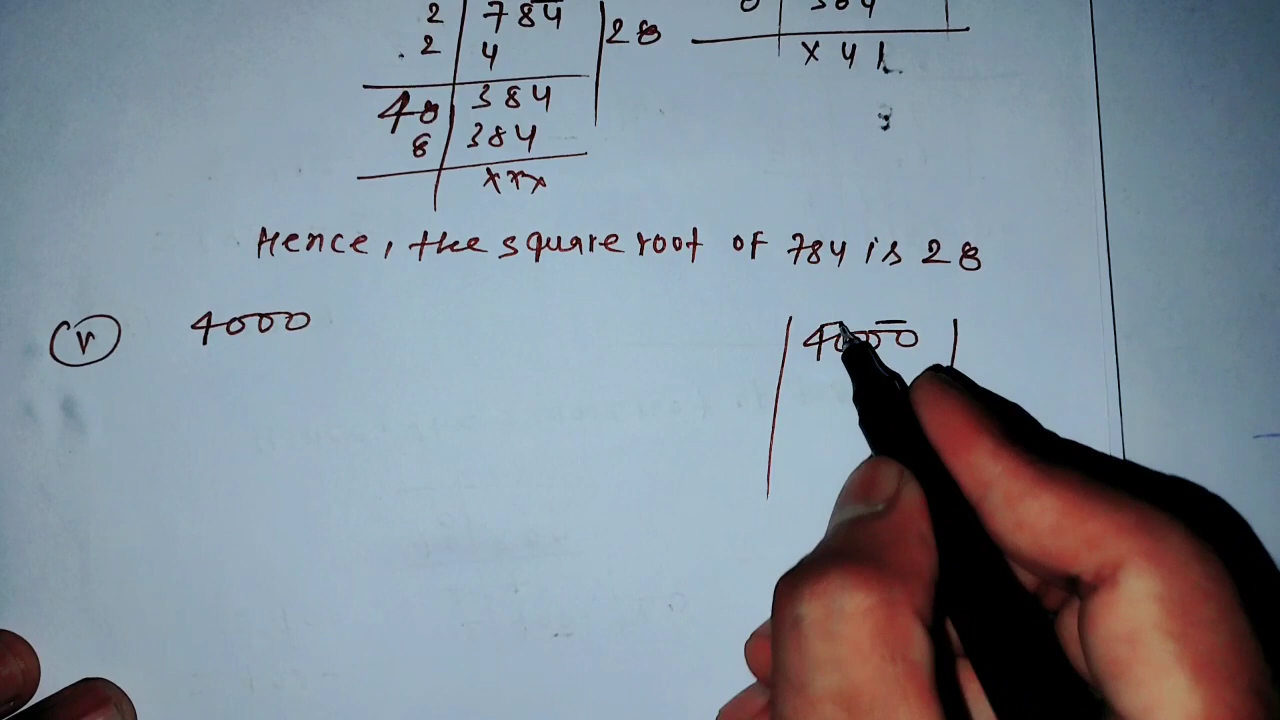 2 784 28
2 4
48 384
8 384
xxx
x 41
Hence, the square root of 784 is 28
(v) 4000 4000